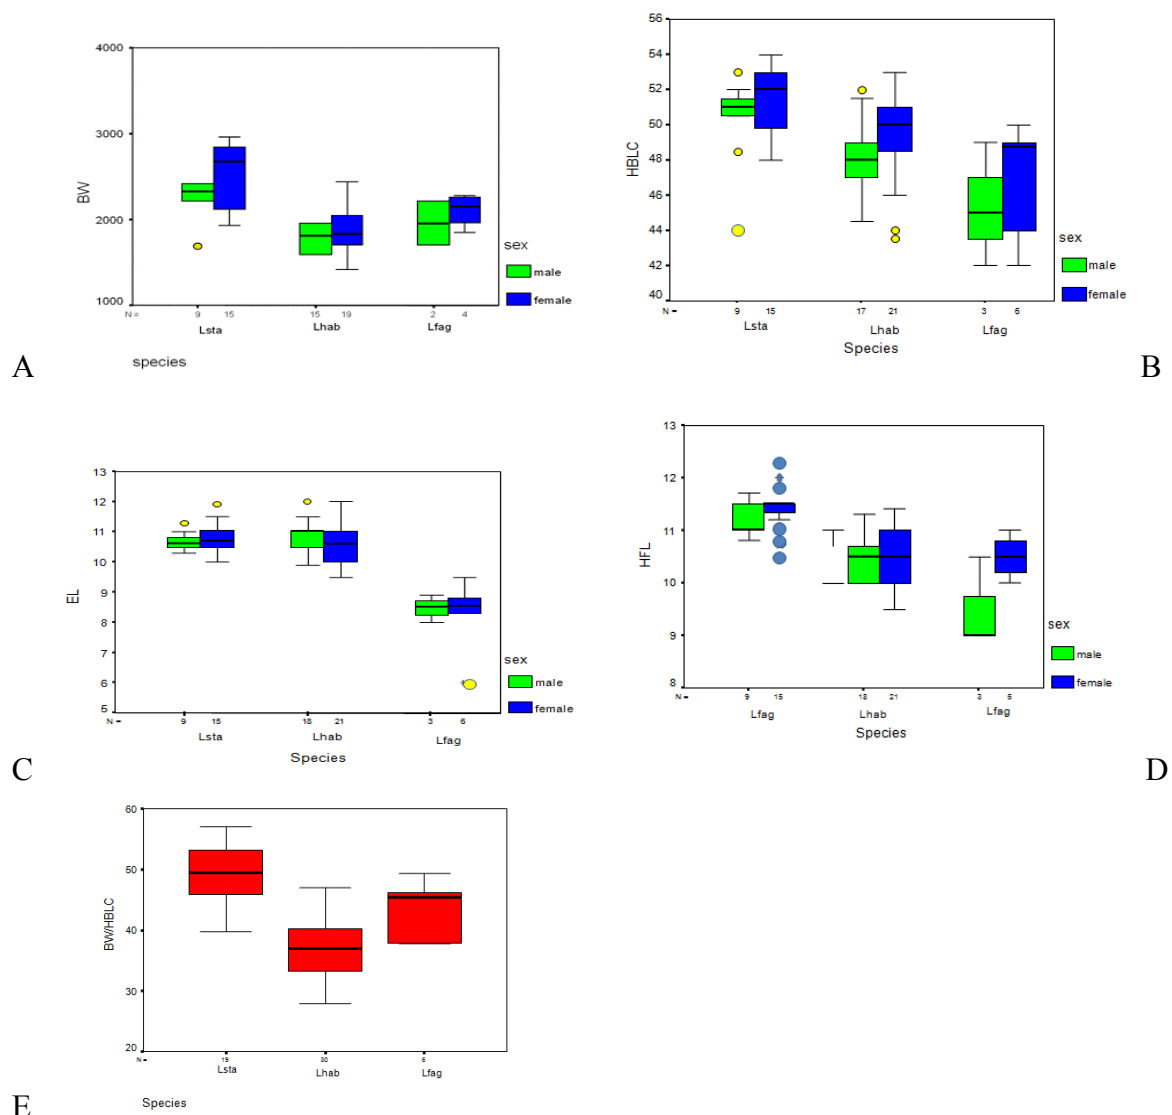 4000
3000
2000
1000
BW
N = 9 15 15 19 2 4
Lsta Lhab Lfag
species
sex
male
female
A
56
54
52
50
48
46
44
42
40
HBLC
N = 9 15 17 21 3 6
Lsta Lhab Lfag
Species
sex
male
female
B
13
12
11
10
9
8
7
6
5
EL
N = 9 15 18 21 3 6
Lsta Lhab Lfag
Species
sex
male
female
C
13
12
11
10
9
8
HFL
N = 9 15 18 21 3 5
Lfag Lhab Lfag
Species
sex
male
female
D
60
50
40
30
20
BW/HBLC
N = 19 30 6
Lsta Lhab Lfag
Species
E